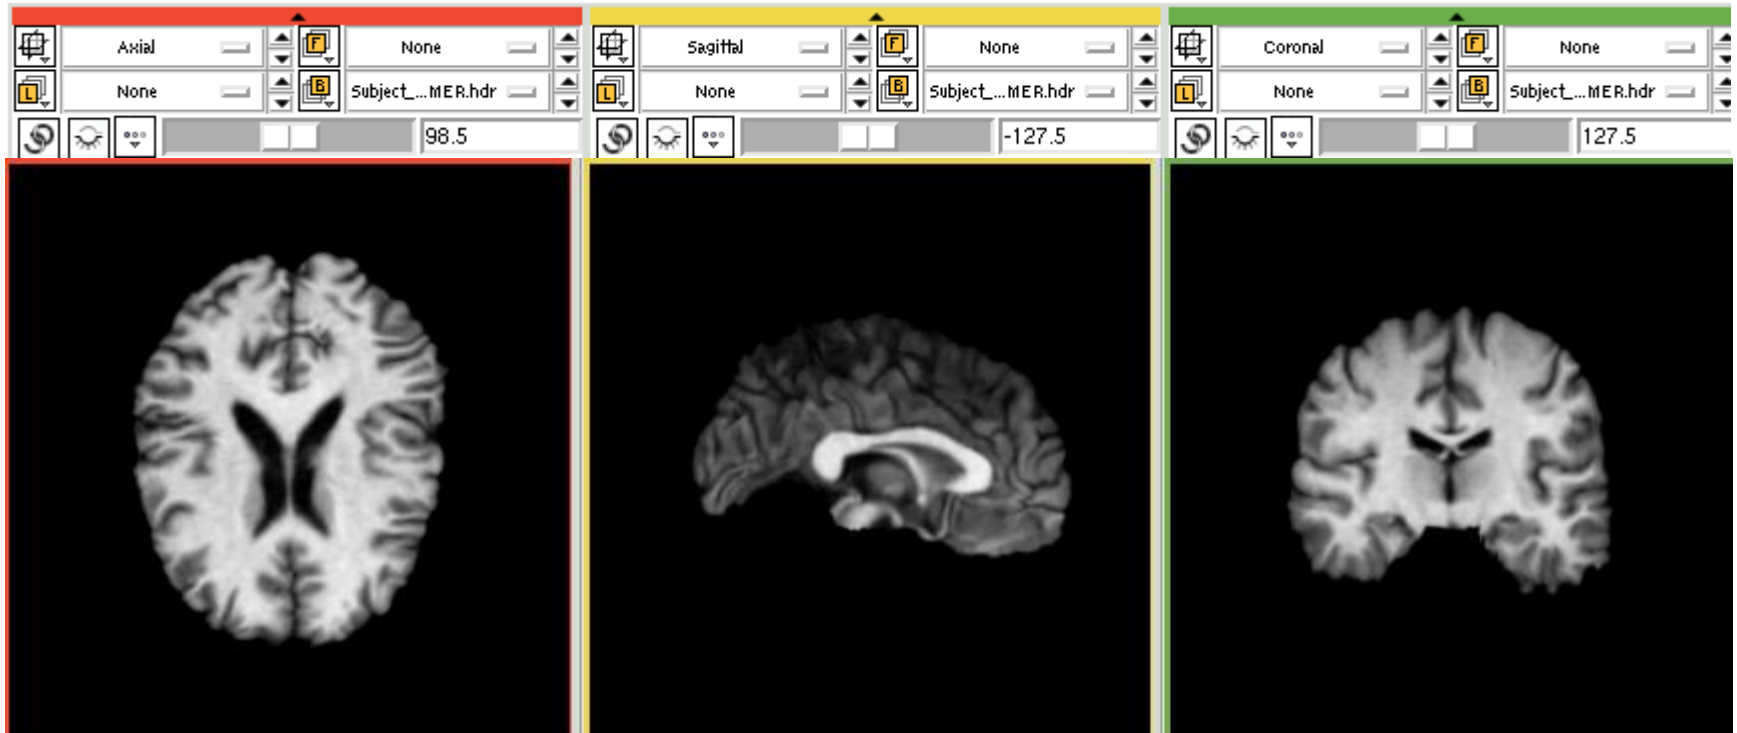 Axial F None Sagittal F None Coronal F None
L None B Subject_...MER.hdr L None B Subject_...MER.hdr L None B Subject_...MER.hdr
98.5 -127.5 127.5